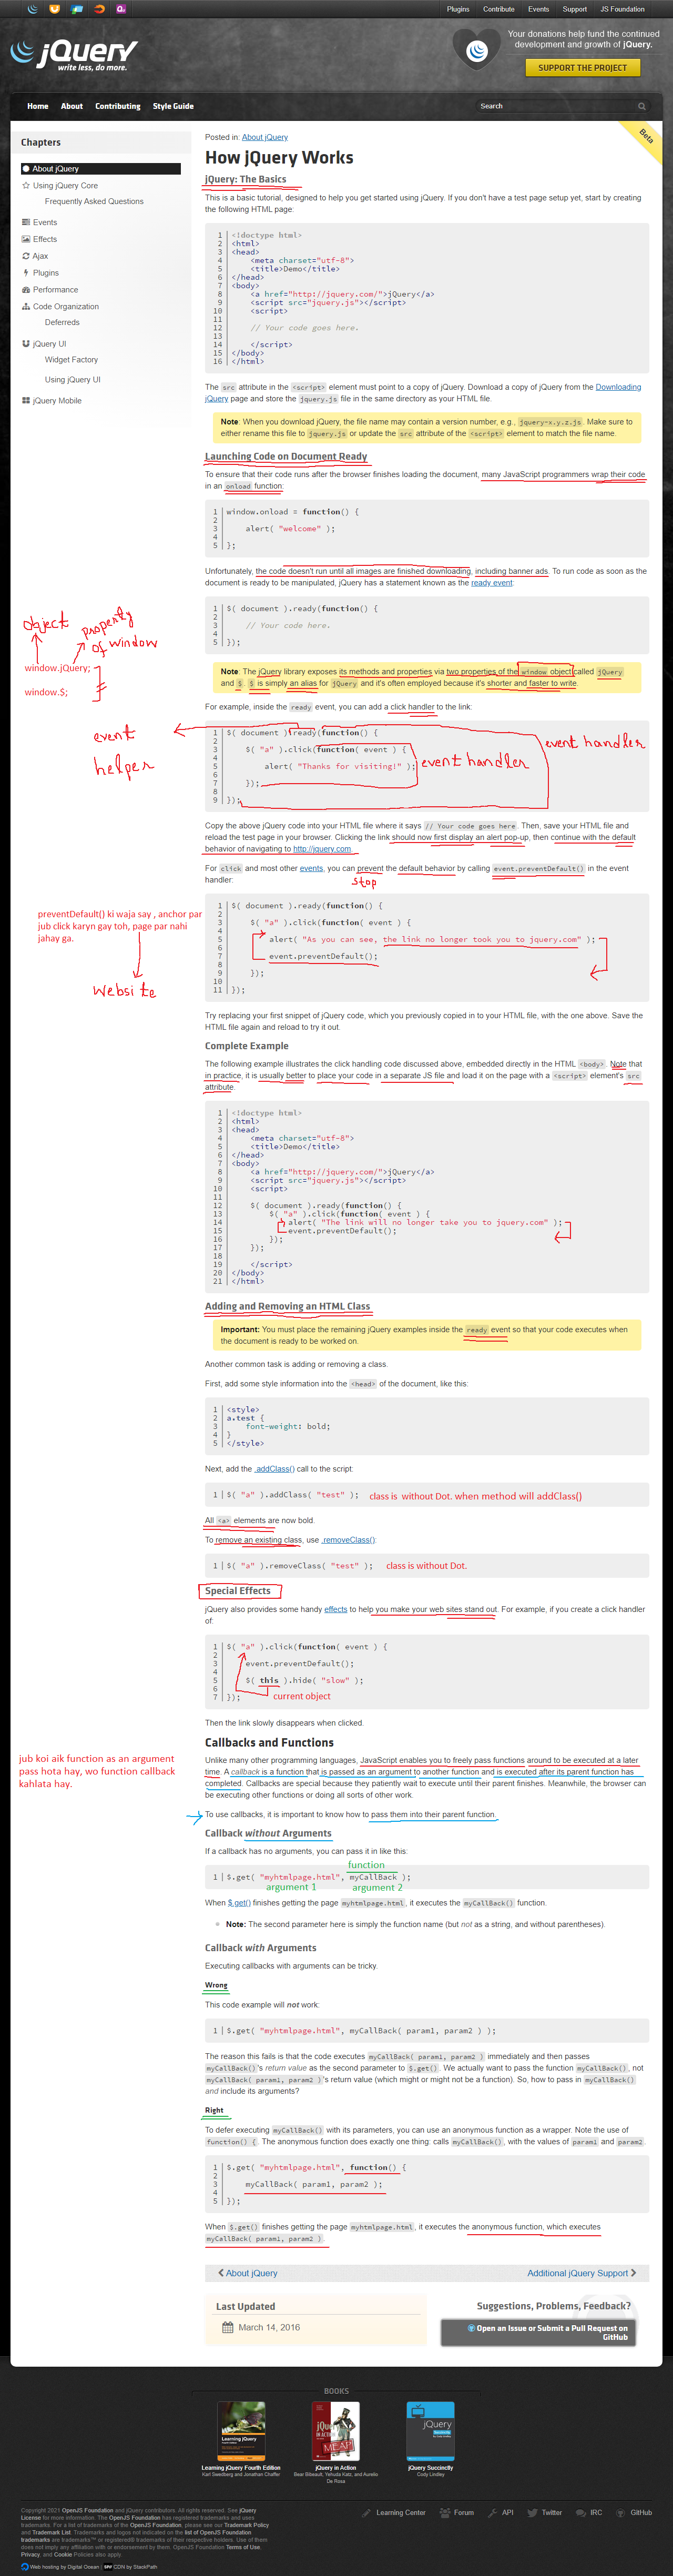 Plugins Contribute Events Support JS Foundation
jQuery
write less, do more.
Your donations help fund the continued
development and growth of jQuery.
SUPPORT THE PROJECT
Home About Contributing Style Guide
Search
Beta
Chapters
About jQuery
Using jQuery Core
Frequently Asked Questions
Events
Effects
Ajax
Plugins
Performance
Code Organization
Deferreds
jQuery UI
Widget Factory
Using jQuery UI
jQuery Mobile
Posted in: About jQuery
How jQuery Works
jQuery: The Basics
This is a basic tutorial, designed to help you get started using jQuery. If you don't have a test page setup yet, start by creating
the following HTML page:
1 <!doctype html>
2 <html>
3 <head>
4 <meta charset="utf-8">
5 <title>Demo</title>
6 </head>
7 <body>
8 <a href="http://jquery.com/">jQuery</a>
9 <script src="jquery.js"></script>
10 <script>
11
12 // Your code goes here.
13
14 </script>
15 </body>
16 </html>
The src attribute in the <script> element must point to a copy of jQuery. Download a copy of jQuery from the Downloading
jQuery page and store the jquery.js file in the same directory as your HTML file.
Note: When you download jQuery, the file name may contain a version number, e.g., jquery-x.y.z.js. Make sure to
either rename this file to jquery.js or update the src attribute of the <script> element to match the file name.
Launching Code on Document Ready
To ensure that their code runs after the browser finishes loading the document, many JavaScript programmers wrap their code
in an onload function:
1 window.onload = function() {
2
3 alert( "welcome" );
4
5 };
Unfortunately, the code doesn't run until all images are finished downloading, including banner ads. To run code as soon as the
document is ready to be manipulated, jQuery has a statement known as the ready event:
1 $( document ).ready(function() {
2
3 // Your code here.
4
5 });
object property
of window
window.jQuery;
window.$;
Note: The jQuery library exposes its methods and properties via two properties of the window object called jQuery
and $. $ is simply an alias for jQuery and it's often employed because it's shorter and faster to write.
For example, inside the ready event, you can add a click handler to the link:
event
helper
1 $( document ).ready(function() {
2
3 $( "a" ).click(function( event ) {
4
5 alert( "Thanks for visiting!" );
6
7 });
8
9 });
event handler
event handler
Copy the above jQuery code into your HTML file where it says // Your code goes here. Then, save your HTML file and
reload the test page in your browser. Clicking the link should now first display an alert pop-up, then continue with the default
behavior of navigating to http://jquery.com.
For click and most other events, you can prevent the default behavior by calling event.preventDefault() in the event
handler:
stop
preventDefault() ki waja say , anchor par
jub click karyn gay toh, page par nahi
jahay ga.
website
1 $( document ).ready(function() {
2
3 $( "a" ).click(function( event ) {
4
5 alert( "As you can see, the link no longer took you to jquery.com" );
6
7 event.preventDefault();
8
9 });
10
11 });
Try replacing your first snippet of jQuery code, which you previously copied in to your HTML file, with the one above. Save the
HTML file again and reload to try it out.
Complete Example
The following example illustrates the click handling code discussed above, embedded directly in the HTML <body>. Note that
in practice, it is usually better to place your code in a separate JS file and load it on the page with a <script> element's src
attribute.
1 <!doctype html>
2 <html>
3 <head>
4 <meta charset="utf-8">
5 <title>Demo</title>
6 </head>
7 <body>
8 <a href="http://jquery.com/">jQuery</a>
9 <script src="jquery.js"></script>
10 <script>
11
12 $( document ).ready(function() {
13 $( "a" ).click(function( event ) {
14 alert( "The link will no longer take you to jquery.com" );
15 event.preventDefault();
16 });
17 });
18
19 </script>
20 </body>
21 </html>
Adding and Removing an HTML Class
Important: You must place the remaining jQuery examples inside the ready event so that your code executes when
the document is ready to be worked on.
Another common task is adding or removing a class.
First, add some style information into the <head> of the document, like this:
1 <style>
2 a.test {
3 font-weight: bold;
4 }
5 </style>
Next, add the .addClass() call to the script:
1 $( "a" ).addClass( "test" ); class is without Dot. when method will addClass()
All <a> elements are now bold.
To remove an existing class, use .removeClass():
1 $( "a" ).removeClass( "test" ); class is without Dot.
Special Effects
jQuery also provides some handy effects to help you make your web sites stand out. For example, if you create a click handler
of:
1 $( "a" ).click(function( event ) {
2
3 event.preventDefault();
4
5 $( this ).hide( "slow" );
6
7 });
current object
Then the link slowly disappears when clicked.
Callbacks and Functions
jub koi aik function as an argument
pass hota hay, wo function callback
kahlata hay.
Unlike many other programming languages, JavaScript enables you to freely pass functions around to be executed at a later
time. A callback is a function that is passed as an argument to another function and is executed after its parent function has
completed. Callbacks are special because they patiently wait to execute until their parent finishes. Meanwhile, the browser can
be executing other functions or doing all sorts of other work.
To use callbacks, it is important to know how to pass them into their parent function.
Callback without Arguments
If a callback has no arguments, you can pass it in like this:
function
1 $.get( "myhtmlpage.html", myCallBack );
argument 1 argument 2
When $.get() finishes getting the page myhtmlpage.html, it executes the myCallBack() function.
Note: The second parameter here is simply the function name (but not as a string, and without parentheses).
Callback with Arguments
Executing callbacks with arguments can be tricky.
Wrong
This code example will not work:
1 $.get( "myhtmlpage.html", myCallBack( param1, param2 ) );
The reason this fails is that the code executes myCallBack( param1, param2 ) immediately and then passes
myCallBack()'s return value as the second parameter to $.get(). We actually want to pass the function myCallBack(), not
myCallBack( param1, param2 )'s return value (which might or might not be a function). So, how to pass in myCallBack()
and include its arguments?
Right
To defer executing myCallBack() with its parameters, you can use an anonymous function as a wrapper. Note the use of
function() {. The anonymous function does exactly one thing: calls myCallBack(), with the values of param1 and param2.
1 $.get( "myhtmlpage.html", function() {
2
3 myCallBack( param1, param2 );
4
5 });
When $.get() finishes getting the page myhtmlpage.html, it executes the anonymous function, which executes
myCallBack( param1, param2 ).
About jQuery
Additional jQuery Support
Last Updated
March 14, 2016
Suggestions, Problems, Feedback?
Open an Issue or Submit a Pull Request on
GitHub
BOOKS
Learning jQuery Fourth Edition
Karl Swedberg and Jonathan Chaffer
jQuery in Action
Bear Bibeault, Yehuda Katz, and Aurelio
De Rosa
jQuery Succinctly
Cody Lindley
Copyright 2021 OpenJS Foundation and jQuery contributors. All rights reserved. See jQuery
License for more information. The OpenJS Foundation has registered trademarks and uses
trademarks. For a list of trademarks of the OpenJS Foundation, please see our Trademark Policy
and Trademark List. Trademarks and logos not indicated on the list of OpenJS Foundation
trademarks are trademarks™ or registered® trademarks of their respective holders. Use of them
does not imply any affiliation with or endorsement by them. OpenJS Foundation Terms of Use,
Privacy, and Cookie Policies also apply.
Web hosting by Digital Ocean | CDN by StackPath
Learning Center Forum API Twitter IRC GitHub